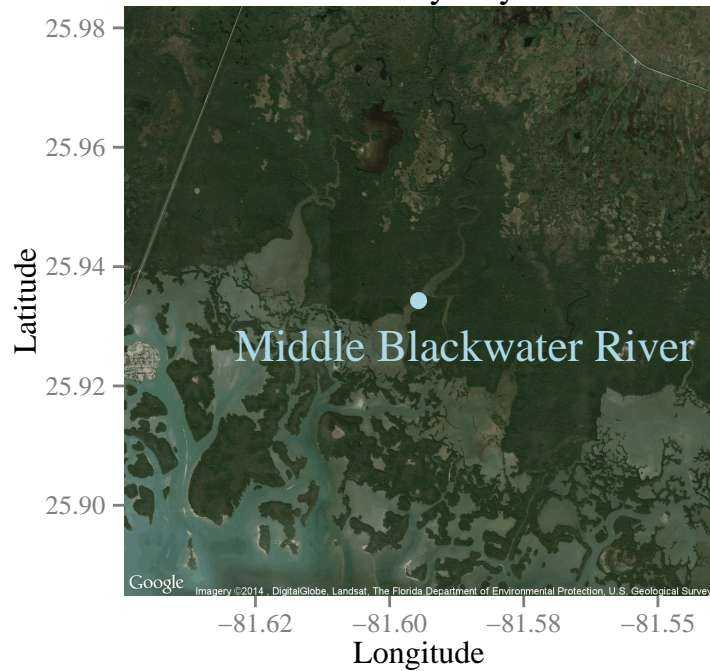 25.98
25.96
25.94
25.92
25.90
Latitude
Middle Blackwater River
Google
Imagery ©2014 , DigitalGlobe, Landsat, The Florida Department of Environmental Protection, U.S. Geological Survey
−81.62
−81.60
−81.58
−81.55
Longitude